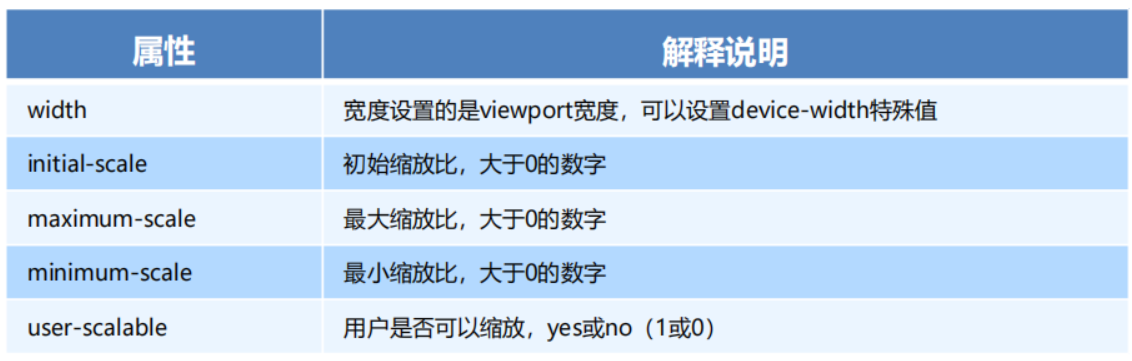 属性 解释说明
width 宽度设置的是viewport宽度，可以设置device-width特殊值
initial-scale 初始缩放比，大于0的数字
maximum-scale 最大缩放比，大于0的数字
minimum-scale 最小缩放比，大于0的数字
user-scalable 用户是否可以缩放，yes或no（1或0）